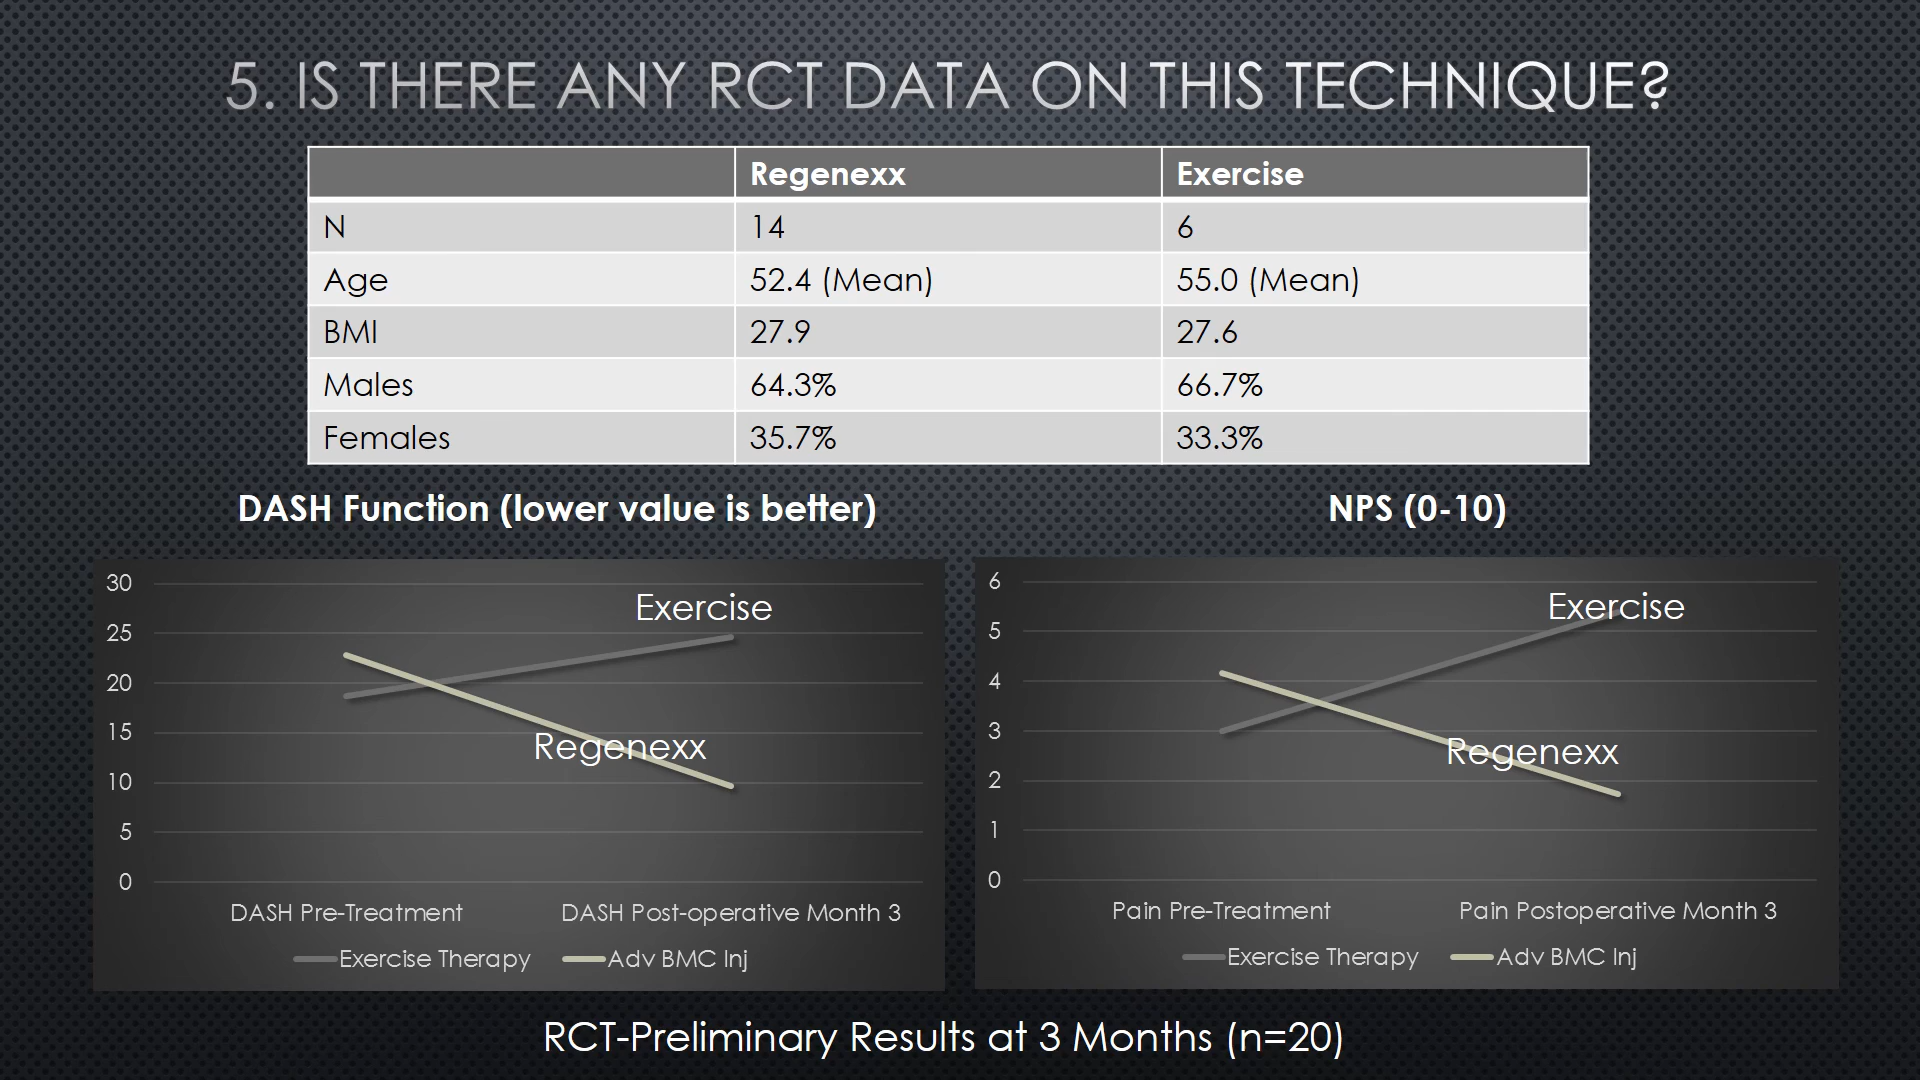 5. IS THERE ANY RCT DATA ON THIS TECHNIQUE?
Regenexx Exercise
N 14 6
Age 52.4 (Mean) 55.0 (Mean)
BMI 27.9 27.6
Males 64.3% 66.7%
Females 35.7% 33.3%
DASH Function (lower value is better)
30
25
20
15
10
5
0
Exercise
Regenexx
DASH Pre-Treatment DASH Post-operative Month 3
Exercise Therapy Adv BMC Inj
NPS (0-10)
6
5
4
3
2
1
0
Exercise
Regenexx
Pain Pre-Treatment Pain Postoperative Month 3
Exercise Therapy Adv BMC Inj
RCT-Preliminary Results at 3 Months (n=20)